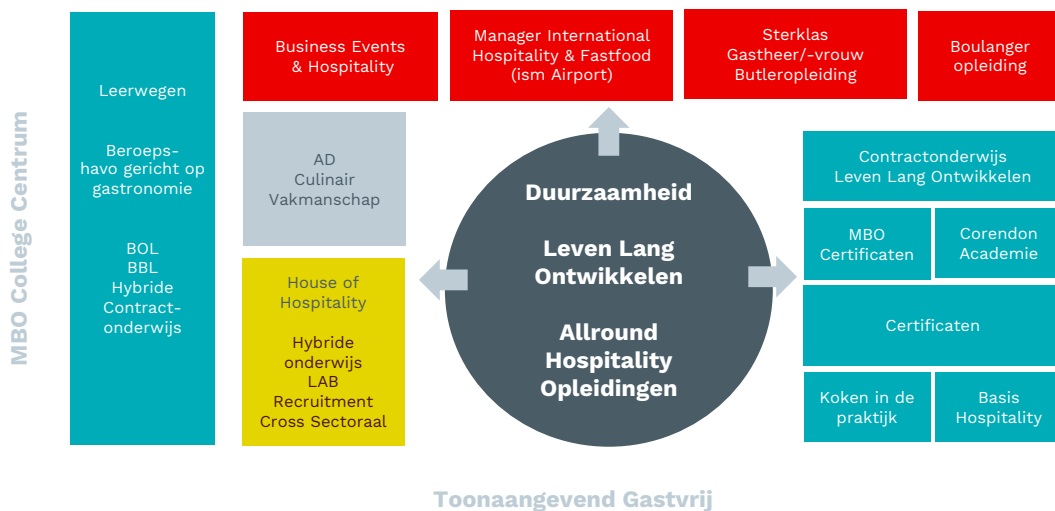 MBO College Centrum
Leerwegen
Beroeps-
havo gericht op
gastronomie
BOL
BBL
Hybride
Contract-
onderwijs
Business Events
& Hospitality
Manager International
Hospitality & Fastfood
(ism Airport)
Sterklas
Gastheer/-vrouw
Butleropleiding
Boulanger
opleiding
AD
Culinair
Vakmanschap
House of
Hospitality
Hybride
onderwijs
LAB
Recruitment
Cross Sectoraal
Duurzaamheid
Leven Lang
Ontwikkelen
Allround
Hospitality
Opleidingen
Contractonderwijs
Leven Lang Ontwikkelen
MBO
Certificaten
Corendon
Academie
Certificaten
Koken in de
praktijk
Basis
Hospitality
Toonaangevend Gastvrij